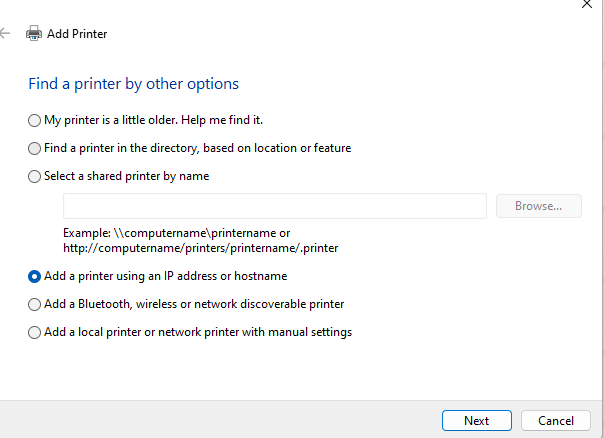 Add Printer
Find a printer by other options
My printer is a little older. Help me find it.
Find a printer in the directory, based on location or feature
Select a shared printer by name
Browse...
Example: \\computername\printername or
http://computername/printers/printername/.printer
Add a printer using an IP address or hostname
Add a Bluetooth, wireless or network discoverable printer
Add a local printer or network printer with manual settings
Next Cancel